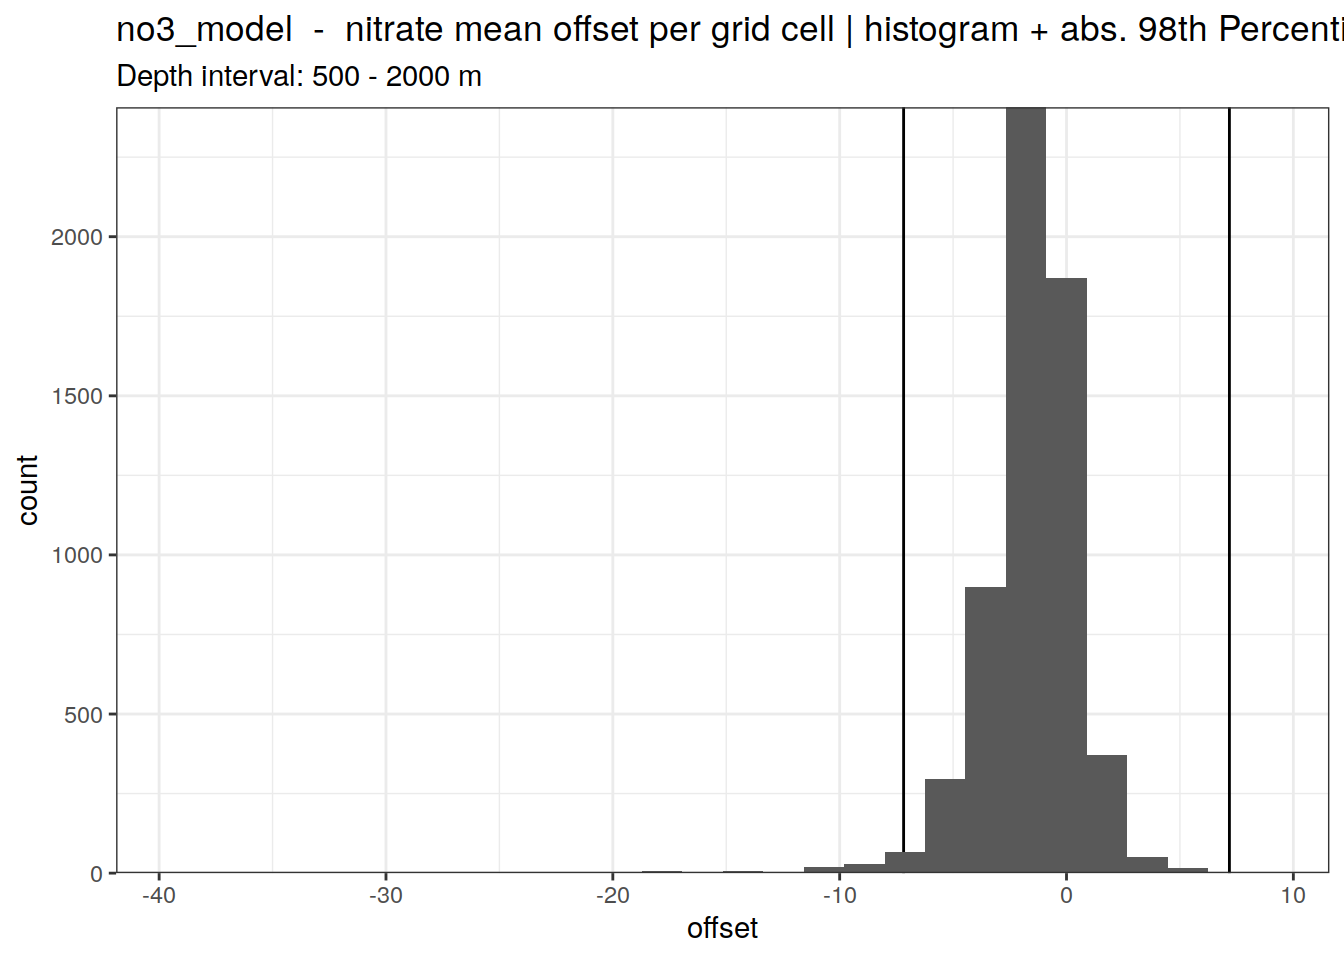 no3_model  -  nitrate mean offset per grid cell | histogram + abs. 98th Percenti
Depth interval: 500 - 2000 m
2000
1500
1000
500
0
count
-40 -30 -20 -10 0 10
offset